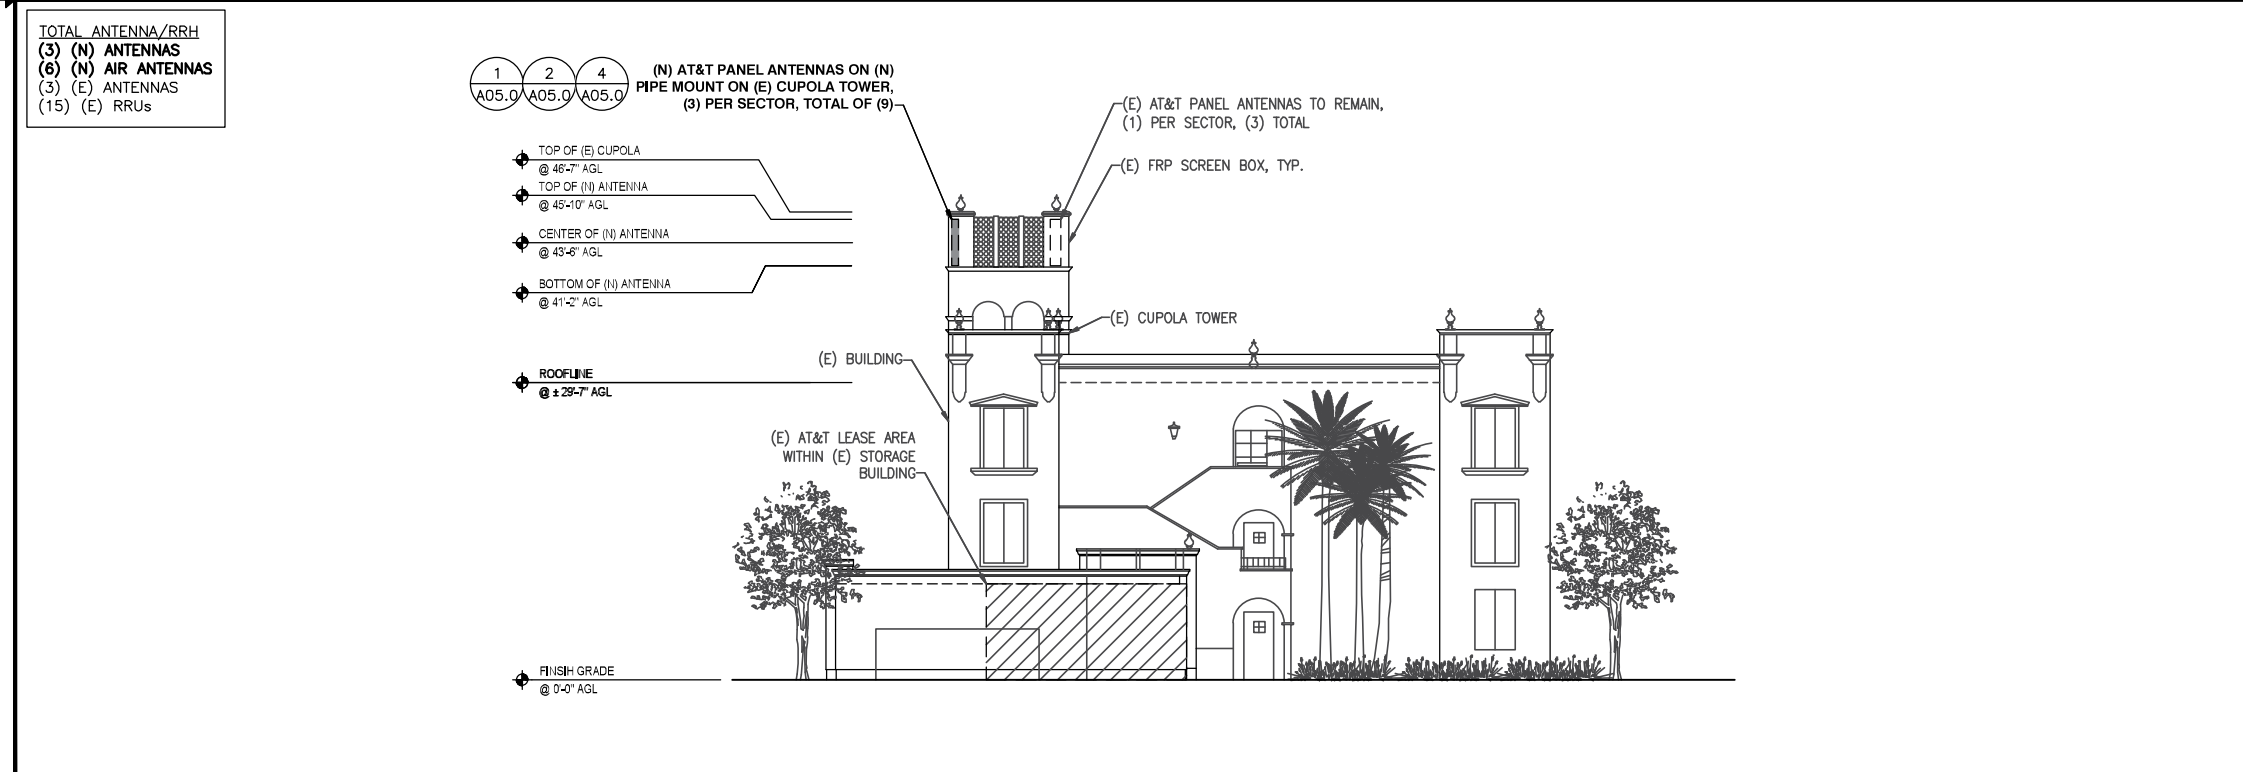 TOTAL ANTENNA/RRH
(3) (N) ANTENNAS
(6) (N) AIR ANTENNAS
(3) (E) ANTENNAS
(15) (E) RRUs
1 2 4
A05.0 A05.0 A05.0
(N) AT&T PANEL ANTENNAS ON (N)
PIPE MOUNT ON (E) CUPOLA TOWER,
(3) PER SECTOR, TOTAL OF (9)
(E) AT&T PANEL ANTENNAS TO REMAIN,
(1) PER SECTOR, (3) TOTAL
(E) FRP SCREEN BOX, TYP.
TOP OF (E) CUPOLA
@ 46'-7" AGL
TOP OF (N) ANTENNA
@ 45'-10" AGL
CENTER OF (N) ANTENNA
@ 43'-6" AGL
BOTTOM OF (N) ANTENNA
@ 41'-2" AGL
(E) CUPOLA TOWER
(E) BUILDING
ROOFLINE
@ ± 29'-7" AGL
(E) AT&T LEASE AREA
WITHIN (E) STORAGE
BUILDING
FINSIH GRADE
@ 0'-0" AGL